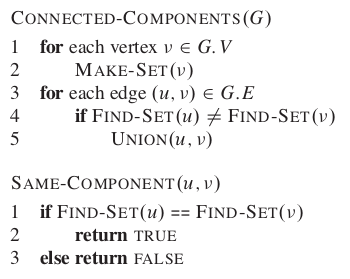 CONNECTED-COMPONENTS(G)
1 for each vertex ν ∈ G.V
2 MAKE-SET(ν)
3 for each edge (u, ν) ∈ G.E
4 if FIND-SET(u) ≠ FIND-SET(ν)
5 UNION(u, ν)
SAME-COMPONENT(u, ν)
1 if FIND-SET(u) == FIND-SET(ν)
2 return TRUE
3 else return FALSE